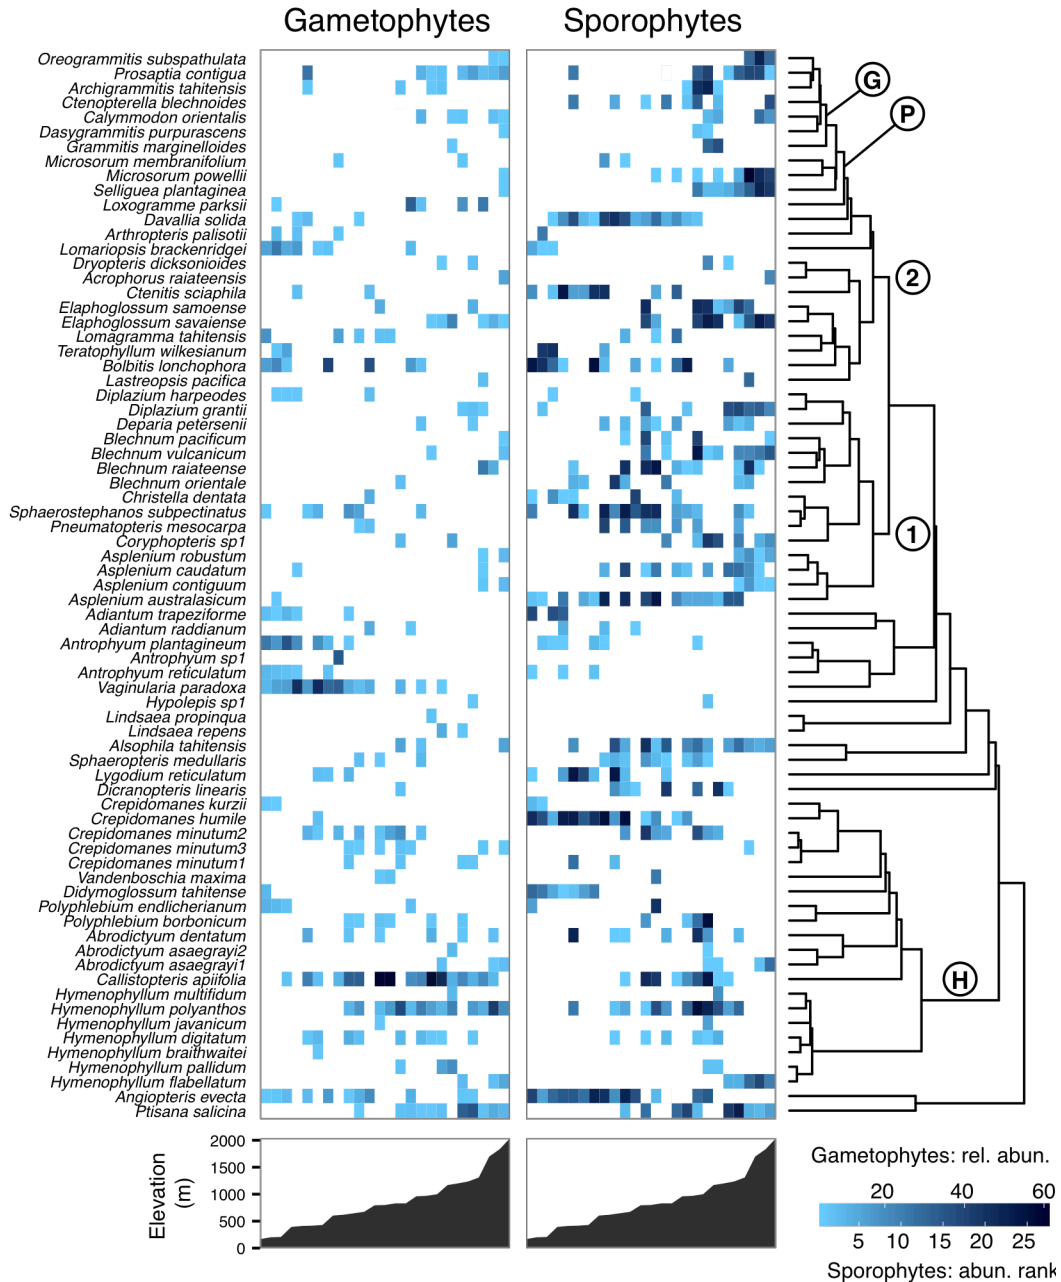 Gametophytes Sporophytes
Oreogrammitis subspathulata
Prosaptia contigua
Archigrammitis tahitensis
Ctenopterella blechnoides
Calymmodon orientalis
Dasygrammitis purpurascens
Grammitis marginelloides
Microsorum membranifolium
Microsorum powellii
Selliguea plantaginea
Loxogramme parksii
Davallia solida
Arthropteris palisotii
Lomariopsis brackenridgei
Dryopteris dicksonioides
Acrophorus raiateensis
Ctenitis sciaphila
Elaphoglossum samoense
Elaphoglossum savaiense
Lomagramma tahitensis
Teratophyllum wilkesianum
Bolbitis lonchophora
Lastreopsis pacifica
Diplazium harpeodes
Diplazium grantii
Deparia petersenii
Blechnum pacificum
Blechnum vulcanicum
Blechnum raiateense
Blechnum orientale
Christella dentata
Sphaerostephanos subpectinatus
Pneumatopteris mesocarpa
Coryphopteris sp1
Asplenium robustum
Asplenium caudatum
Asplenium contiguum
Asplenium australasicum
Adiantum trapeziforme
Adiantum raddianum
Antrophyum plantagineum
Antrophyum sp1
Antrophyum reticulatum
Vaginularia paradoxa
Hypolepis sp1
Lindsaea propinqua
Lindsaea repens
Alsophila tahitensis
Sphaeropteris medullaris
Lygodium reticulatum
Dicranopteris linearis
Crepidomanes kurzii
Crepidomanes humile
Crepidomanes minutum2
Crepidomanes minutum3
Crepidomanes minutum1
Vandenboschia maxima
Didymoglossum tahitense
Polyphlebium endlicherianum
Polyphlebium borbonicum
Abrodictyum dentatum
Abrodictyum asaegrayi2
Abrodictyum asaegrayi1
Callistopteris apiifolia
Hymenophyllum multifidum
Hymenophyllum polyanthos
Hymenophyllum javanicum
Hymenophyllum digitatum
Hymenophyllum braithwaitei
Hymenophyllum pallidum
Hymenophyllum flabellatum
Angiopteris evecta
Ptisana salicina
G
P
2
1
H
Elevation
(m)
2000
1500
1000
500
0
Gametophytes: rel. abun.
20 40 60
5 10 15 20 25
Sporophytes: abun. rank